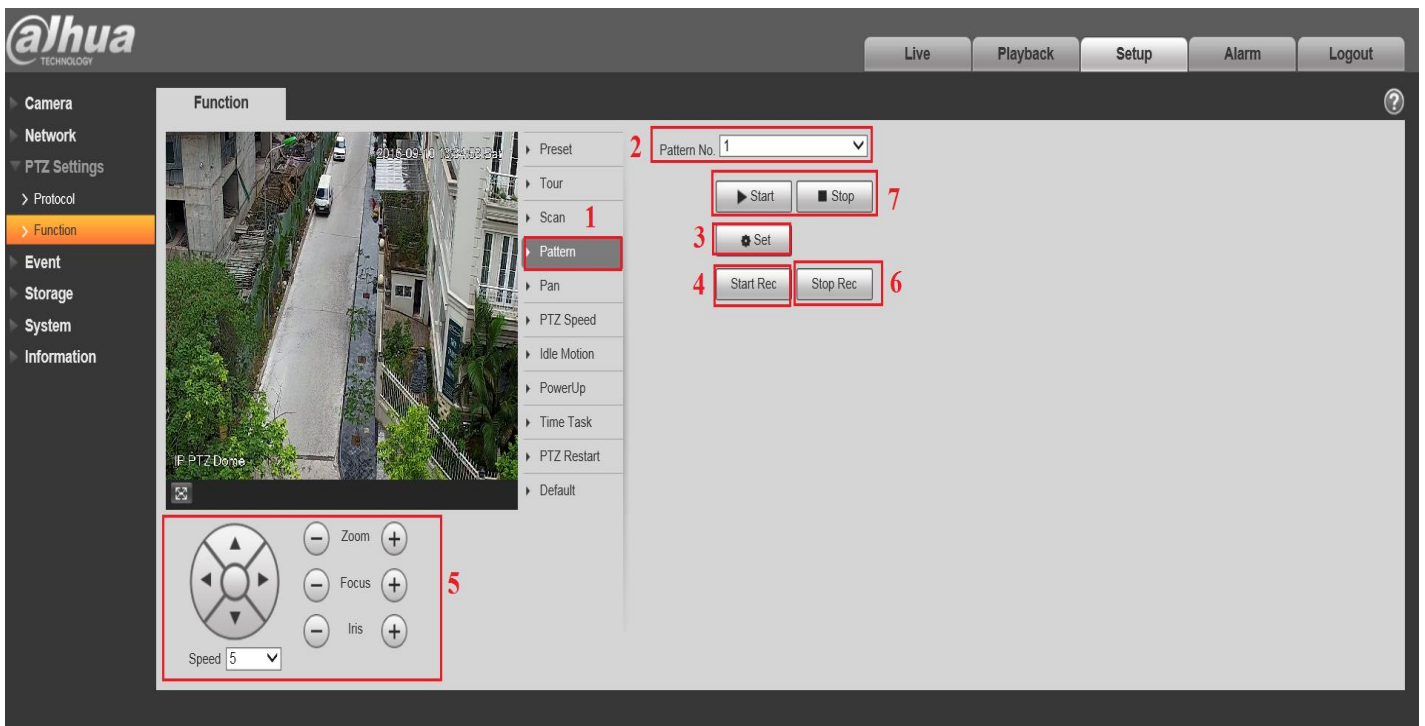 alhua
TECHNOLOGY
Live
Playback
Setup
Alarm
Logout
Camera
Network
PTZ Settings
Protocol
Function
Event
Storage
System
Information
Function
?
IP PTZ Dome
Preset
Tour
Scan
1
Pattern
Pan
PTZ Speed
Idle Motion
PowerUp
Time Task
PTZ Restart
Default
2 Pattern No. 1
Start Stop 7
3 Set
4 Start Rec Stop Rec 6
Zoom
Focus
Iris
5
Speed 5